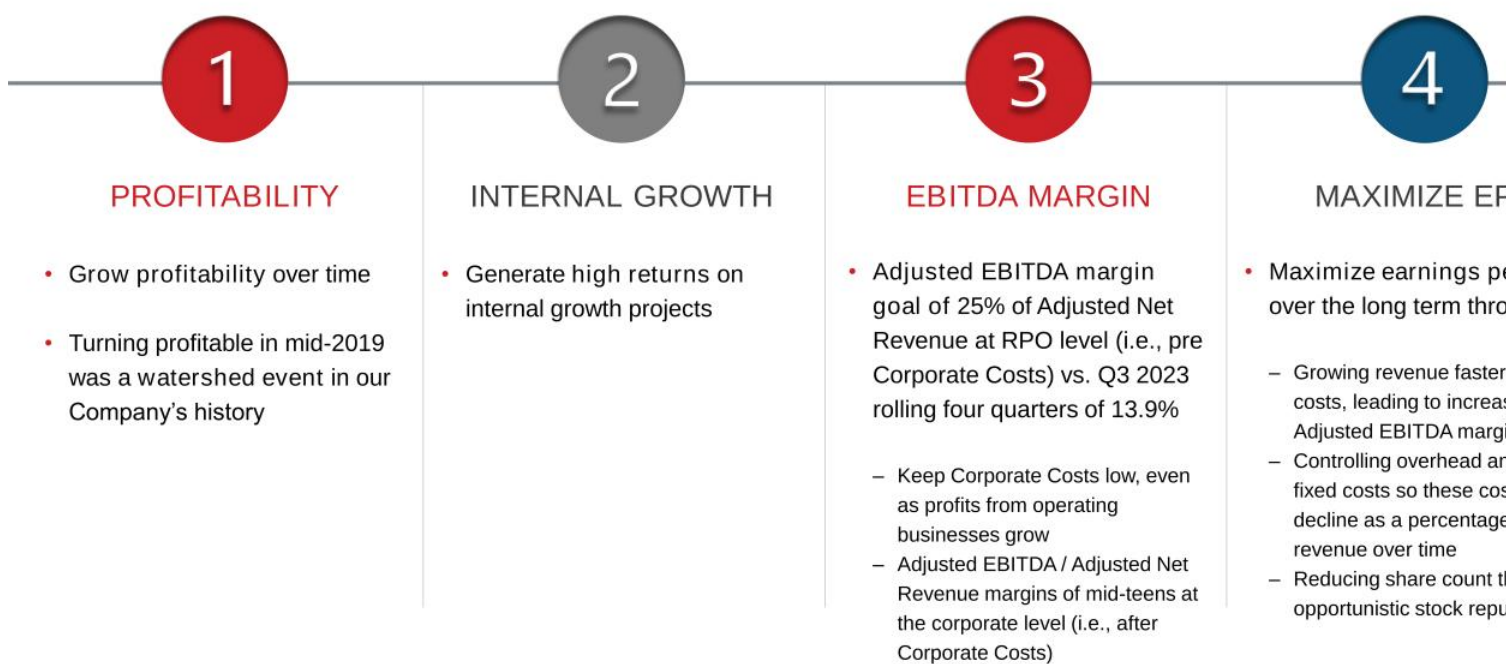 1
2
3
4
PROFITABILITY
• Grow profitability over time
• Turning profitable in mid-2019
was a watershed event in our
Company's history
INTERNAL GROWTH
• Generate high returns on
internal growth projects
EBITDA MARGIN
• Adjusted EBITDA margin
goal of 25% of Adjusted Net
Revenue at RPO level (i.e., pre
Corporate Costs) vs. Q3 2023
rolling four quarters of 13.9%
– Keep Corporate Costs low, even
as profits from operating
businesses grow
– Adjusted EBITDA / Adjusted Net
Revenue margins of mid-teens at
the corporate level (i.e., after
Corporate Costs)
MAXIMIZE
• Maximize earnings
over the long term
– Growing revenue faster
costs, leading to
Adjusted EBITDA
– Controlling overhead
fixed costs so these
decline as a percentage
revenue over time
– Reducing share count
opportunistic stock